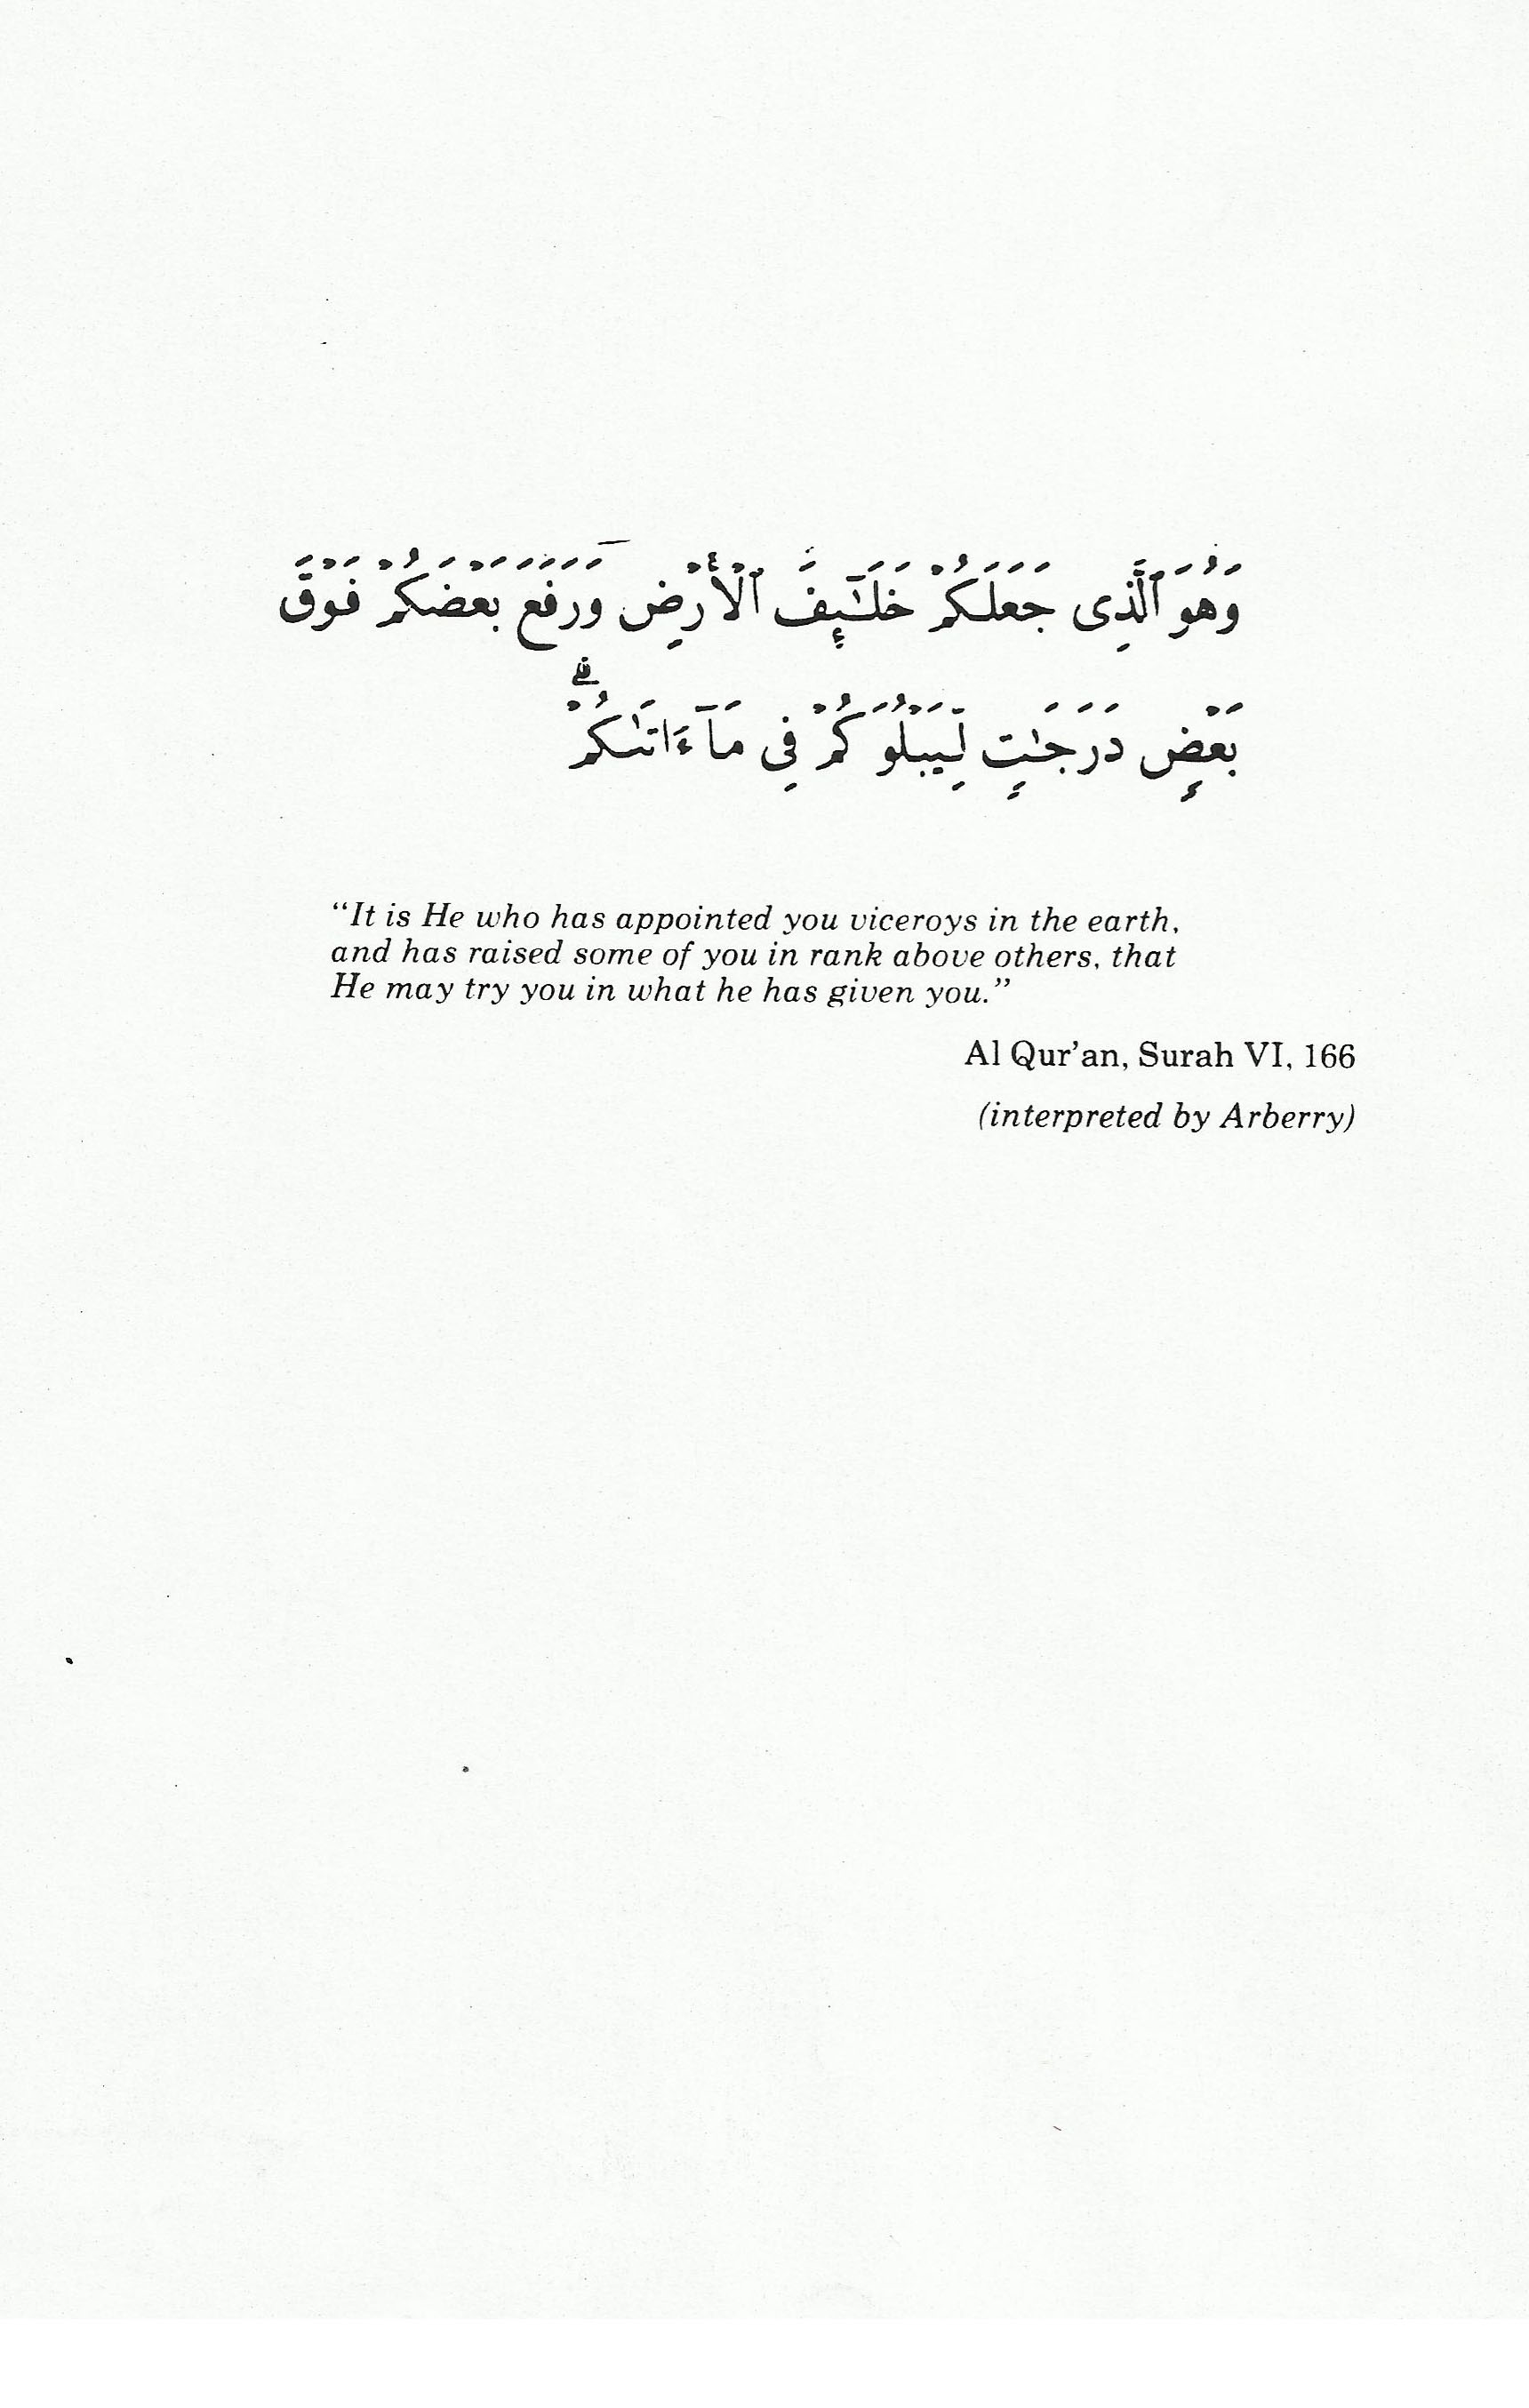 وَهُوَ ٱلَّذِى جَعَلَكُمْ خَلَـٰٓئِفَ ٱلْأَرْضِ وَرَفَعَ بَعْضَكُمْ فَوْقَ
بَعْضٍ دَرَجَـٰتٍ لِّيَبْلُوَكُمْ فِى مَآ ءَاتَىٰكُمْ ۗ
“It is He who has appointed you viceroys in the earth,
and has raised some of you in rank above others, that
He may try you in what he has given you.”
Al Qur’an, Surah VI, 166
(interpreted by Arberry)